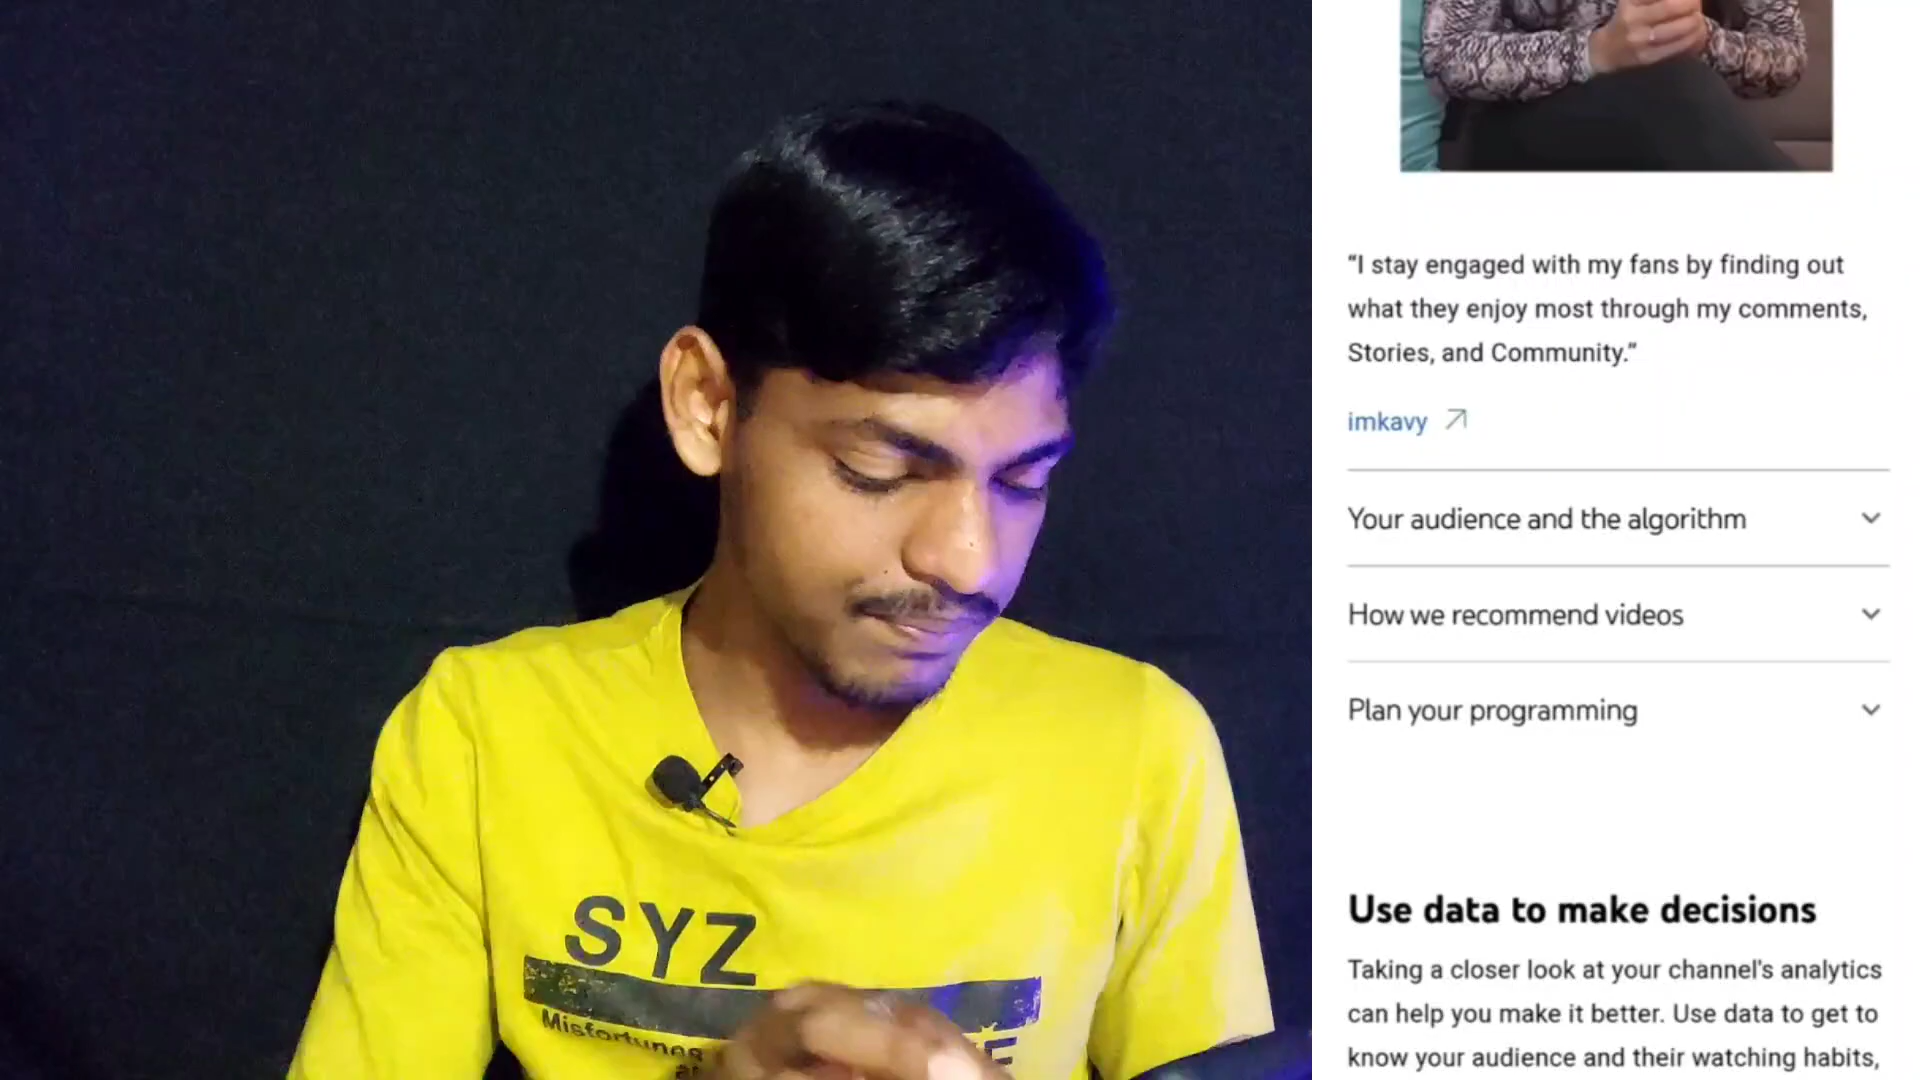 SYZ
Misfortunes
"I stay engaged with my fans by finding out
what they enjoy most through my comments,
Stories, and Community."
imkavy
Your audience and the algorithm
How we recommend videos
Plan your programming
Use data to make decisions
Taking a closer look at your channel's analytics
can help you make it better. Use data to get to
know your audience and their watching habits,